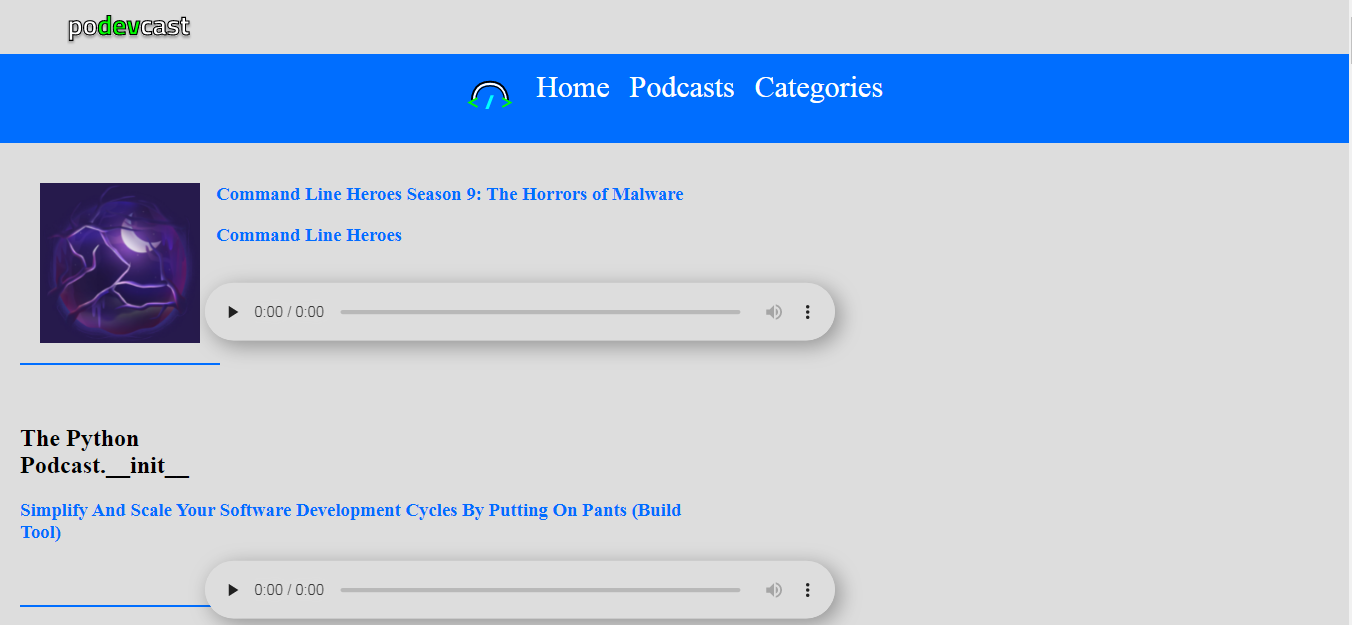 podevcast
Home Podcasts Categories
Command Line Heroes Season 9: The Horrors of Malware
Command Line Heroes
0:00 / 0:00
The Python
Podcast.__init__
Simplify And Scale Your Software Development Cycles By Putting On Pants (Build
Tool)
0:00 / 0:00